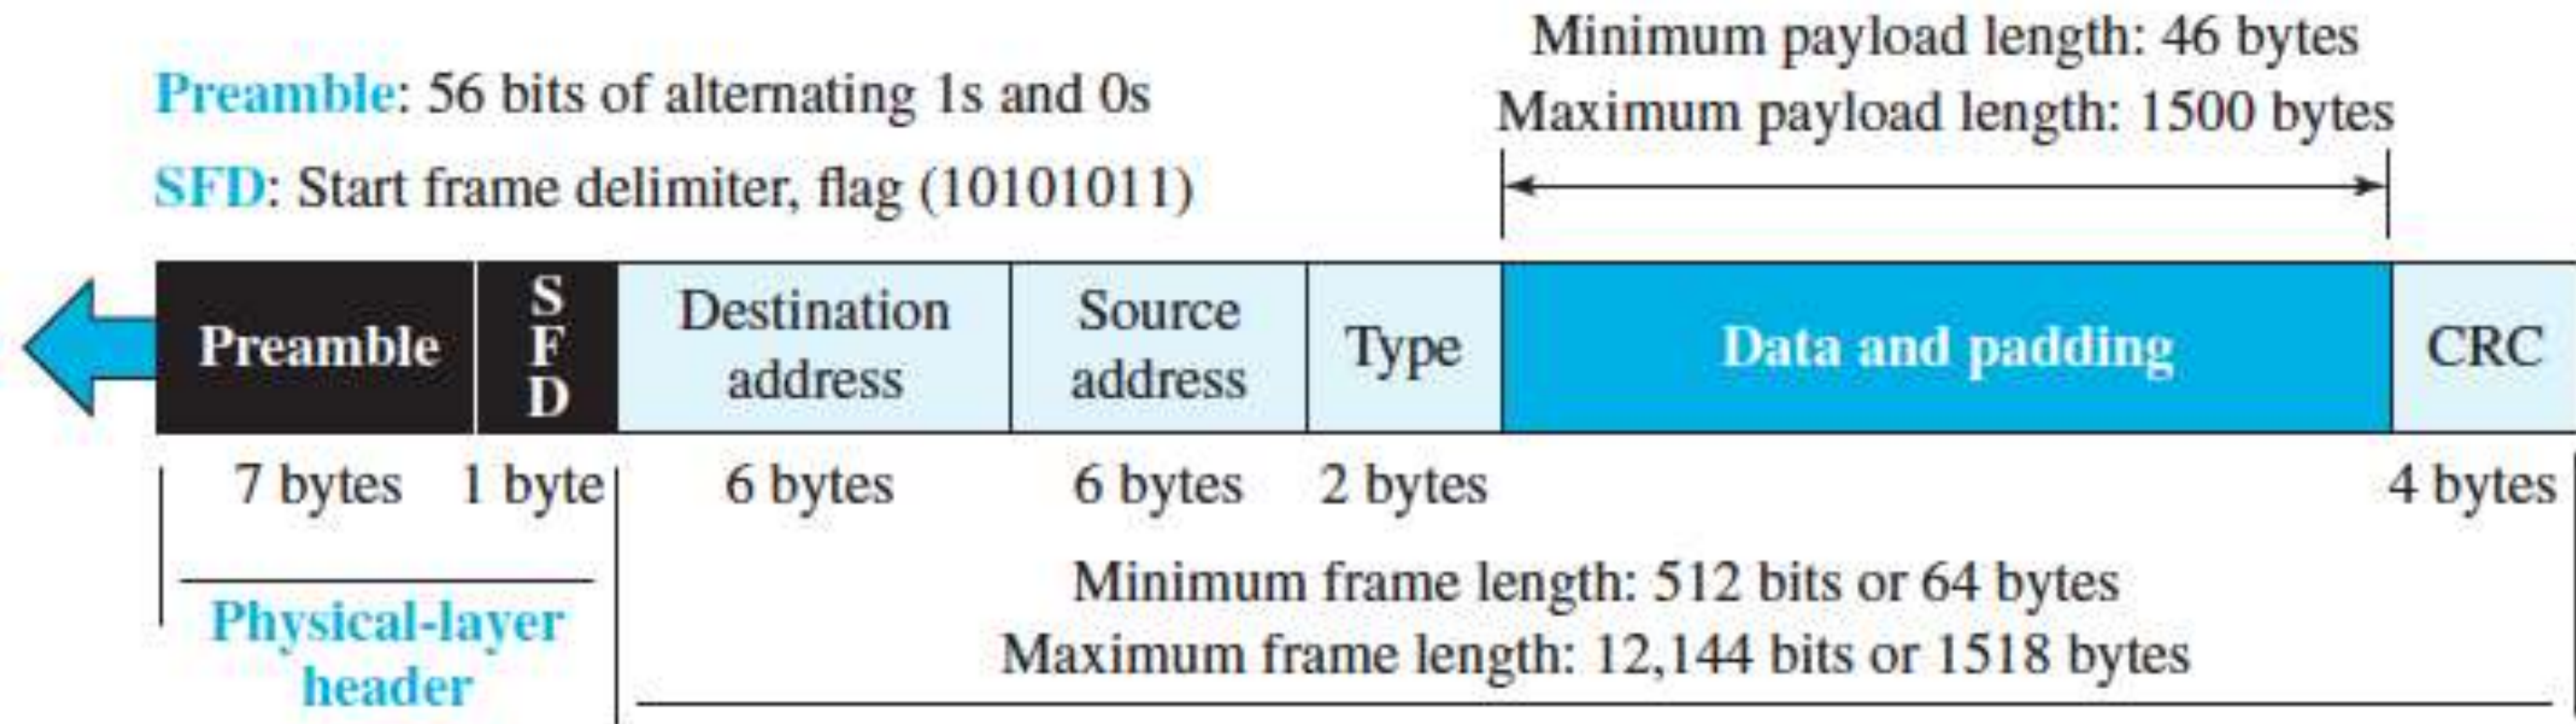 Minimum payload length: 46 bytes
Preamble: 56 bits of alternating 1s and 0s
Maximum payload length: 1500 bytes
SFD: Start frame delimiter, flag (10101011)
Preamble
S
F
D
Destination
address
Source
address
Type
Data and padding
CRC
7 bytes
1 byte
6 bytes
6 bytes
2 bytes
4 bytes
Minimum frame length: 512 bits or 64 bytes
Maximum frame length: 12,144 bits or 1518 bytes
Physical-layer
header